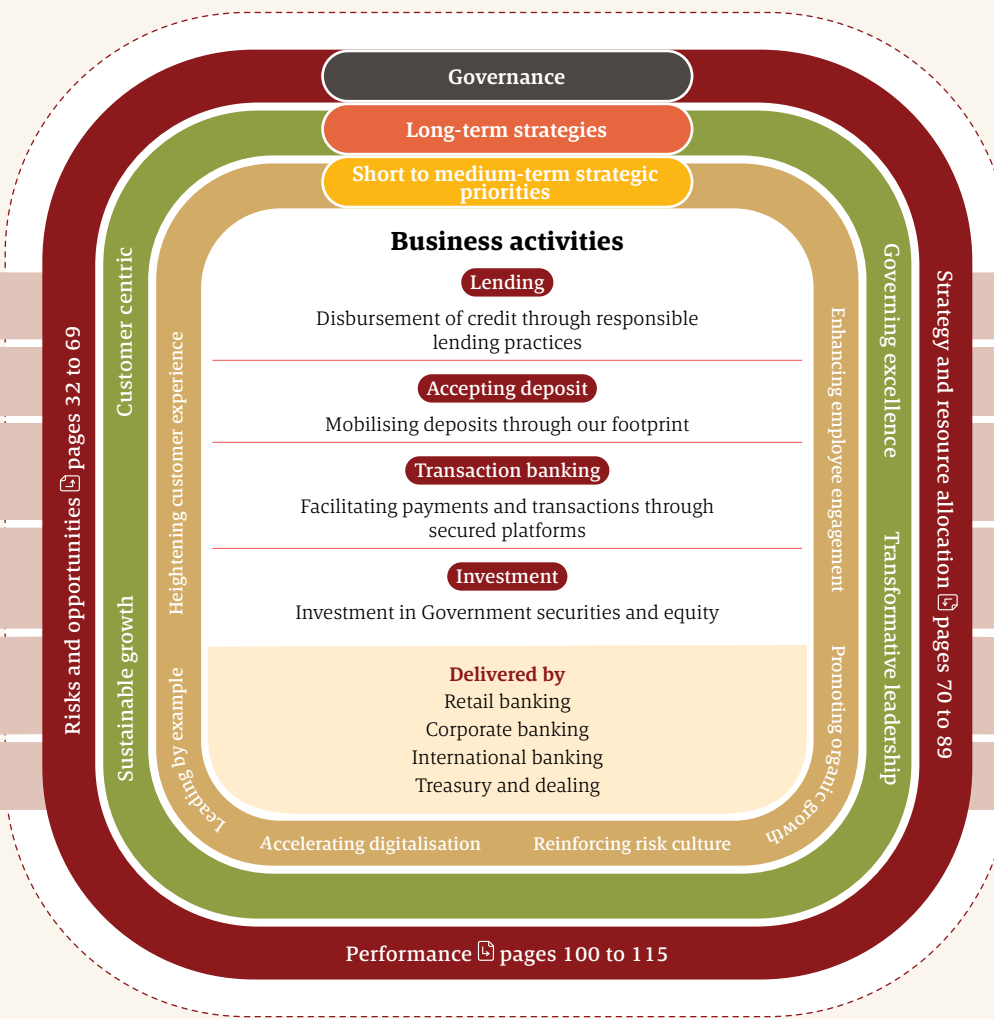 Governance
Long-term strategies
Short to medium-term strategic
priorities
Business activities
Lending
Disbursement of credit through responsible
lending practices
Accepting deposit
Mobilising deposits through our footprint
Transaction banking
Facilitating payments and transactions through
secured platforms
Investment
Investment in Government securities and equity
Delivered by
Retail banking
Corporate banking
International banking
Treasury and dealing
Risks and opportunities pages 32 to 69
Customer centric
Sustainable growth
Heightening customer experience
Leading by example
Accelerating digitalisation
Reinforcing risk culture
Promoting organic growth
Enhancing employee engagement
Governing excellence
Transformative leadership
Strategy and resource allocation pages 70 to 89
Performance pages 100 to 115